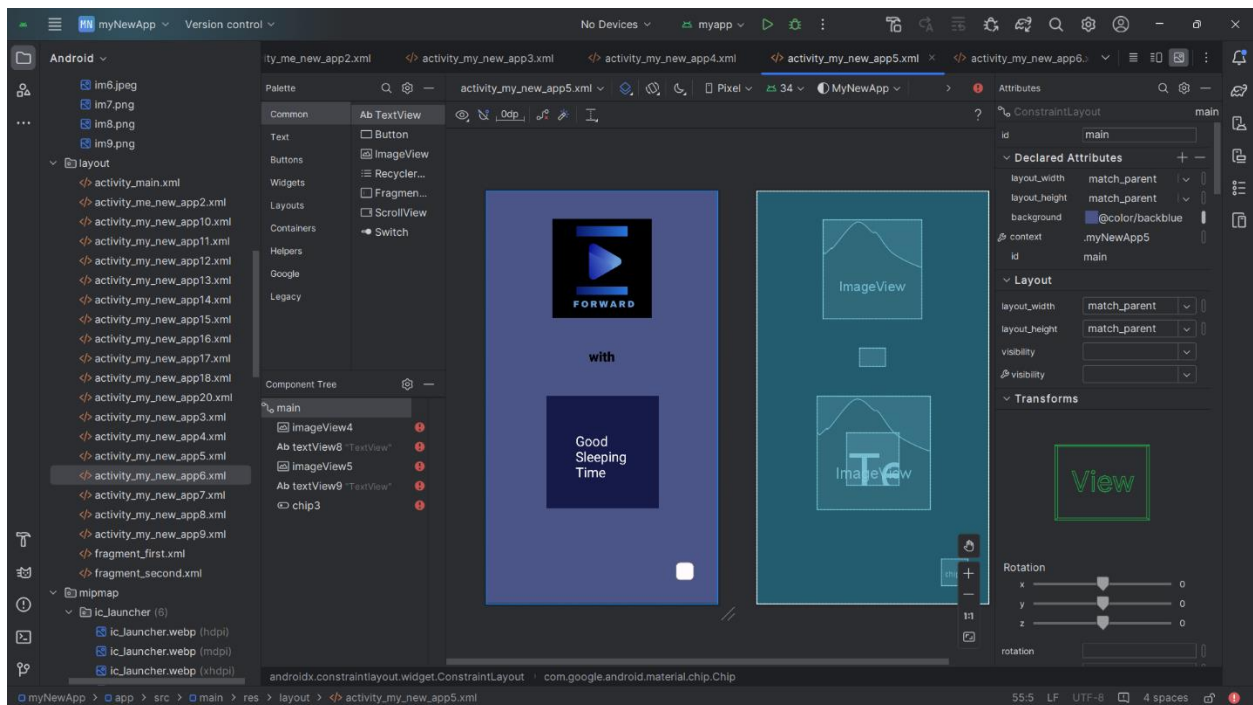 MN myNewApp Version control No Devices myapp
Android
im6.jpeg
im7.png
im8.png
im9.png
layout
activity_main.xml
activity_me_new_app2.xml
activity_my_new_app10.xml
activity_my_new_app11.xml
activity_my_new_app12.xml
activity_my_new_app13.xml
activity_my_new_app14.xml
activity_my_new_app15.xml
activity_my_new_app16.xml
activity_my_new_app17.xml
activity_my_new_app18.xml
activity_my_new_app20.xml
activity_my_new_app3.xml
activity_my_new_app4.xml
activity_my_new_app5.xml
activity_my_new_app6.xml
activity_my_new_app7.xml
activity_my_new_app8.xml
activity_my_new_app9.xml
fragment_first.xml
fragment_second.xml
mipmap
ic_launcher (6)
ic_launcher.webp (hdpi)
ic_launcher.webp (mdpi)
ic_launcher.webp (xhdpi)
ity_me_new_app2.xml </> activity_my_new_app3.xml </> activity_my_new_app4.xml </> activity_my_new_app5.xml </> activity_my_new_app6.
Palette
Common
Text
Buttons
Widgets
Layouts
Containers
Helpers
Google
Legacy
Ab TextView
Button
ImageView
Recycler...
Fragmen...
ScrollView
Switch
Component Tree
main
imageView4
Ab textView8 "TextView"
imageView5
Ab textView9 "TextView"
chip3
activity_my_new_app5.xml Pixel 34 MyNewApp
0dp
FORWARD
with
Good
Sleeping
Time
ImageView
ImageView
Te
chip
1:1
Attributes
ConstraintLayout main
id main
Declared Attributes
layout_width match_parent
layout_height match_parent
background @color/backblue
context .myNewApp5
id main
Layout
layout_width match_parent
layout_height match_parent
visibility
visibility
Transforms
View
Rotation
x 0
y 0
z 0
rotation
androidx.constraintlayout.widget.ConstraintLayout com.google.android.material.chip.Chip
myNewApp > app > src > main > res > layout > </> activity_my_new_app5.xml 55:5 LF UTF-8 4 spaces